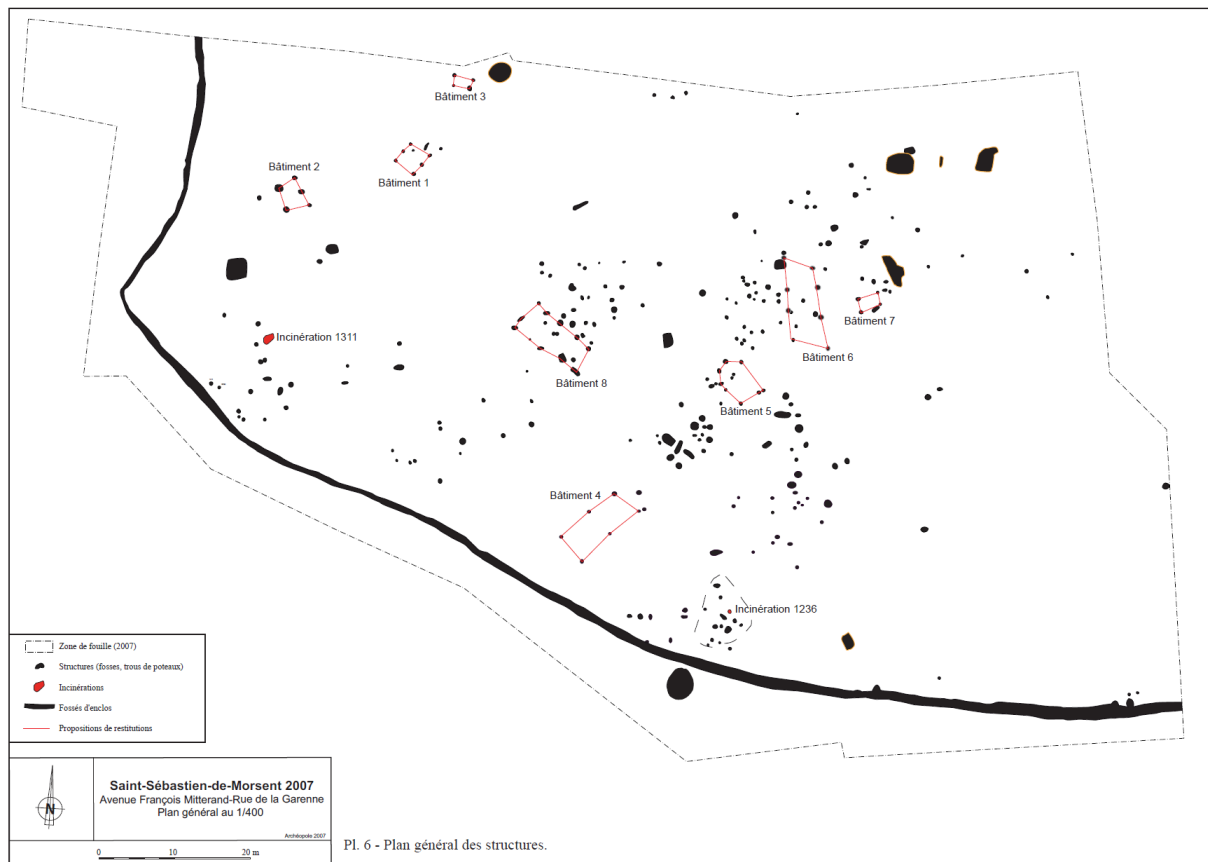 Bâtiment 3
Bâtiment 2
Bâtiment 1
Incinération 1311
Bâtiment 8
Bâtiment 7
Bâtiment 6
Bâtiment 5
Bâtiment 4
Incinération 1236
Zone de fouille (2007)
Structures (fosses, trous de poteaux)
Incinérations
Fossés d'enclos
Propositions de restitutions
N
Saint-Sébastien-de-Morsent 2007
Avenue François Mitterand-Rue de la Garenne
Plan général au 1/400
Archéopole 2007
0 10 20 m
Pl. 6 - Plan général des structures.